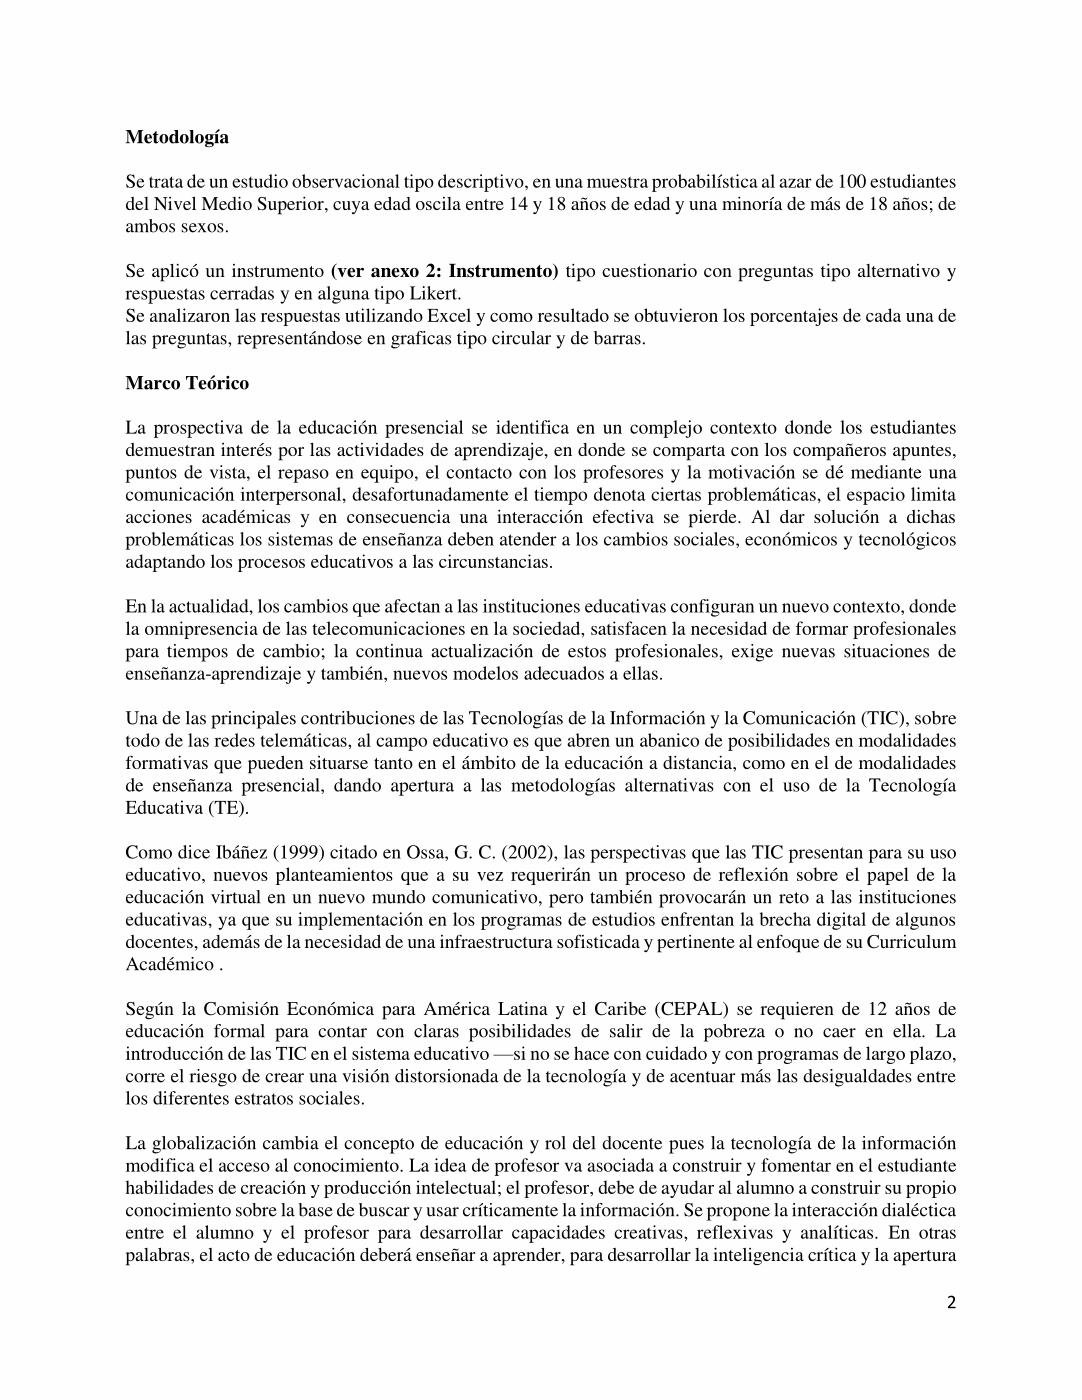 Metodología
Se trata de un estudio observacional tipo descriptivo, en una muestra probabilística al azar de 100 estudiantes
del Nivel Medio Superior, cuya edad oscila entre 14 y 18 años de edad y una minoría de más de 18 años; de
ambos sexos.
Se aplicó un instrumento (ver anexo 2: Instrumento) tipo cuestionario con preguntas tipo alternativo y
respuestas cerradas y en alguna tipo Likert.
Se analizaron las respuestas utilizando Excel y como resultado se obtuvieron los porcentajes de cada una de
las preguntas, representándose en graficas tipo circular y de barras.
Marco Teórico
La prospectiva de la educación presencial se identifica en un complejo contexto donde los estudiantes
demuestran interés por las actividades de aprendizaje, en donde se comparta con los compañeros apuntes,
puntos de vista, el repaso en equipo, el contacto con los profesores y la motivación se dé mediante una
comunicación interpersonal, desafortunadamente el tiempo denota ciertas problemáticas, el espacio limita
acciones académicas y en consecuencia una interacción efectiva se pierde. Al dar solución a dichas
problemáticas los sistemas de enseñanza deben atender a los cambios sociales, económicos y tecnológicos
adaptando los procesos educativos a las circunstancias.
En la actualidad, los cambios que afectan a las instituciones educativas configuran un nuevo contexto, donde
la omnipresencia de las telecomunicaciones en la sociedad, satisfacen la necesidad de formar profesionales
para tiempos de cambio; la continua actualización de estos profesionales, exige nuevas situaciones de
enseñanza-aprendizaje y también, nuevos modelos adecuados a ellas.
Una de las principales contribuciones de las Tecnologías de la Información y la Comunicación (TIC), sobre
todo de las redes telemáticas, al campo educativo es que abren un abanico de posibilidades en modalidades
formativas que pueden situarse tanto en el ámbito de la educación a distancia, como en el de modalidades
de enseñanza presencial, dando apertura a las metodologías alternativas con el uso de la Tecnología
Educativa (TE).
Como dice Ibáñez (1999) citado en Ossa, G. C. (2002), las perspectivas que las TIC presentan para su uso
educativo, nuevos planteamientos que a su vez requerirán un proceso de reflexión sobre el papel de la
educación virtual en un nuevo mundo comunicativo, pero también provocarán un reto a las instituciones
educativas, ya que su implementación en los programas de estudios enfrentan la brecha digital de algunos
docentes, además de la necesidad de una infraestructura sofisticada y pertinente al enfoque de su Curriculum
Académico .
Según la Comisión Económica para América Latina y el Caribe (CEPAL) se requieren de 12 años de
educación formal para contar con claras posibilidades de salir de la pobreza o no caer en ella. La
introducción de las TIC en el sistema educativo —si no se hace con cuidado y con programas de largo plazo,
corre el riesgo de crear una visión distorsionada de la tecnología y de acentuar más las desigualdades entre
los diferentes estratos sociales.
La globalización cambia el concepto de educación y rol del docente pues la tecnología de la información
modifica el acceso al conocimiento. La idea de profesor va asociada a construir y fomentar en el estudiante
habilidades de creación y producción intelectual; el profesor, debe de ayudar al alumno a construir su propio
conocimiento sobre la base de buscar y usar críticamente la información. Se propone la interacción dialéctica
entre el alumno y el profesor para desarrollar capacidades creativas, reflexivas y analíticas. En otras
palabras, el acto de educación deberá enseñar a aprender, para desarrollar la inteligencia crítica y la apertura
2